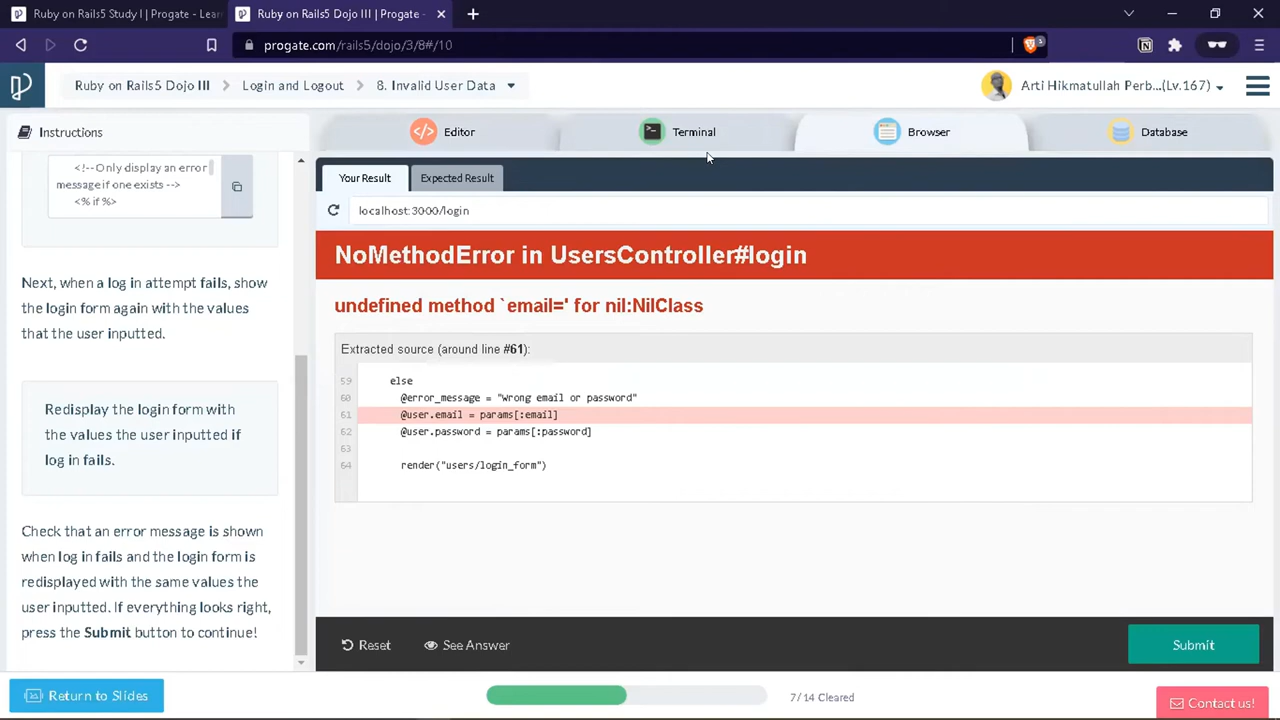 Ruby on Rails5 Study I | Progate - Lear
Ruby on Rails5 Dojo III | Progate -
progate.com/rails5/dojo/3/8#/10
Ruby on Rails5 Dojo III
Login and Logout
8. Invalid User Data
Arti Hikmatullah Perb...(Lv.167)
Instructions
Editor
Terminal
Browser
Database
<!--Only display an error
message if one exists -->
<% if %>
Next, when a log in attempt fails, show
the login form again with the values
that the user inputted.
Redisplay the login form with
the values the user inputted if
log in fails.
Check that an error message is shown
when log in fails and the login form is
redisplayed with the same values the
user inputted. If everything looks right,
press the Submit button to continue!
Your Result
Expected Result
localhost:3000/login
NoMethodError in UsersController#login
undefined method `email=' for nil:NilClass
Extracted source (around line #61):
59 else
60 @error_message = "Wrong email or password"
61 @user.email = params[:email]
62 @user.password = params[:password]
63
64 render("users/login_form")
Reset
See Answer
Submit
Return to Slides
7/14 Cleared
Contact us!